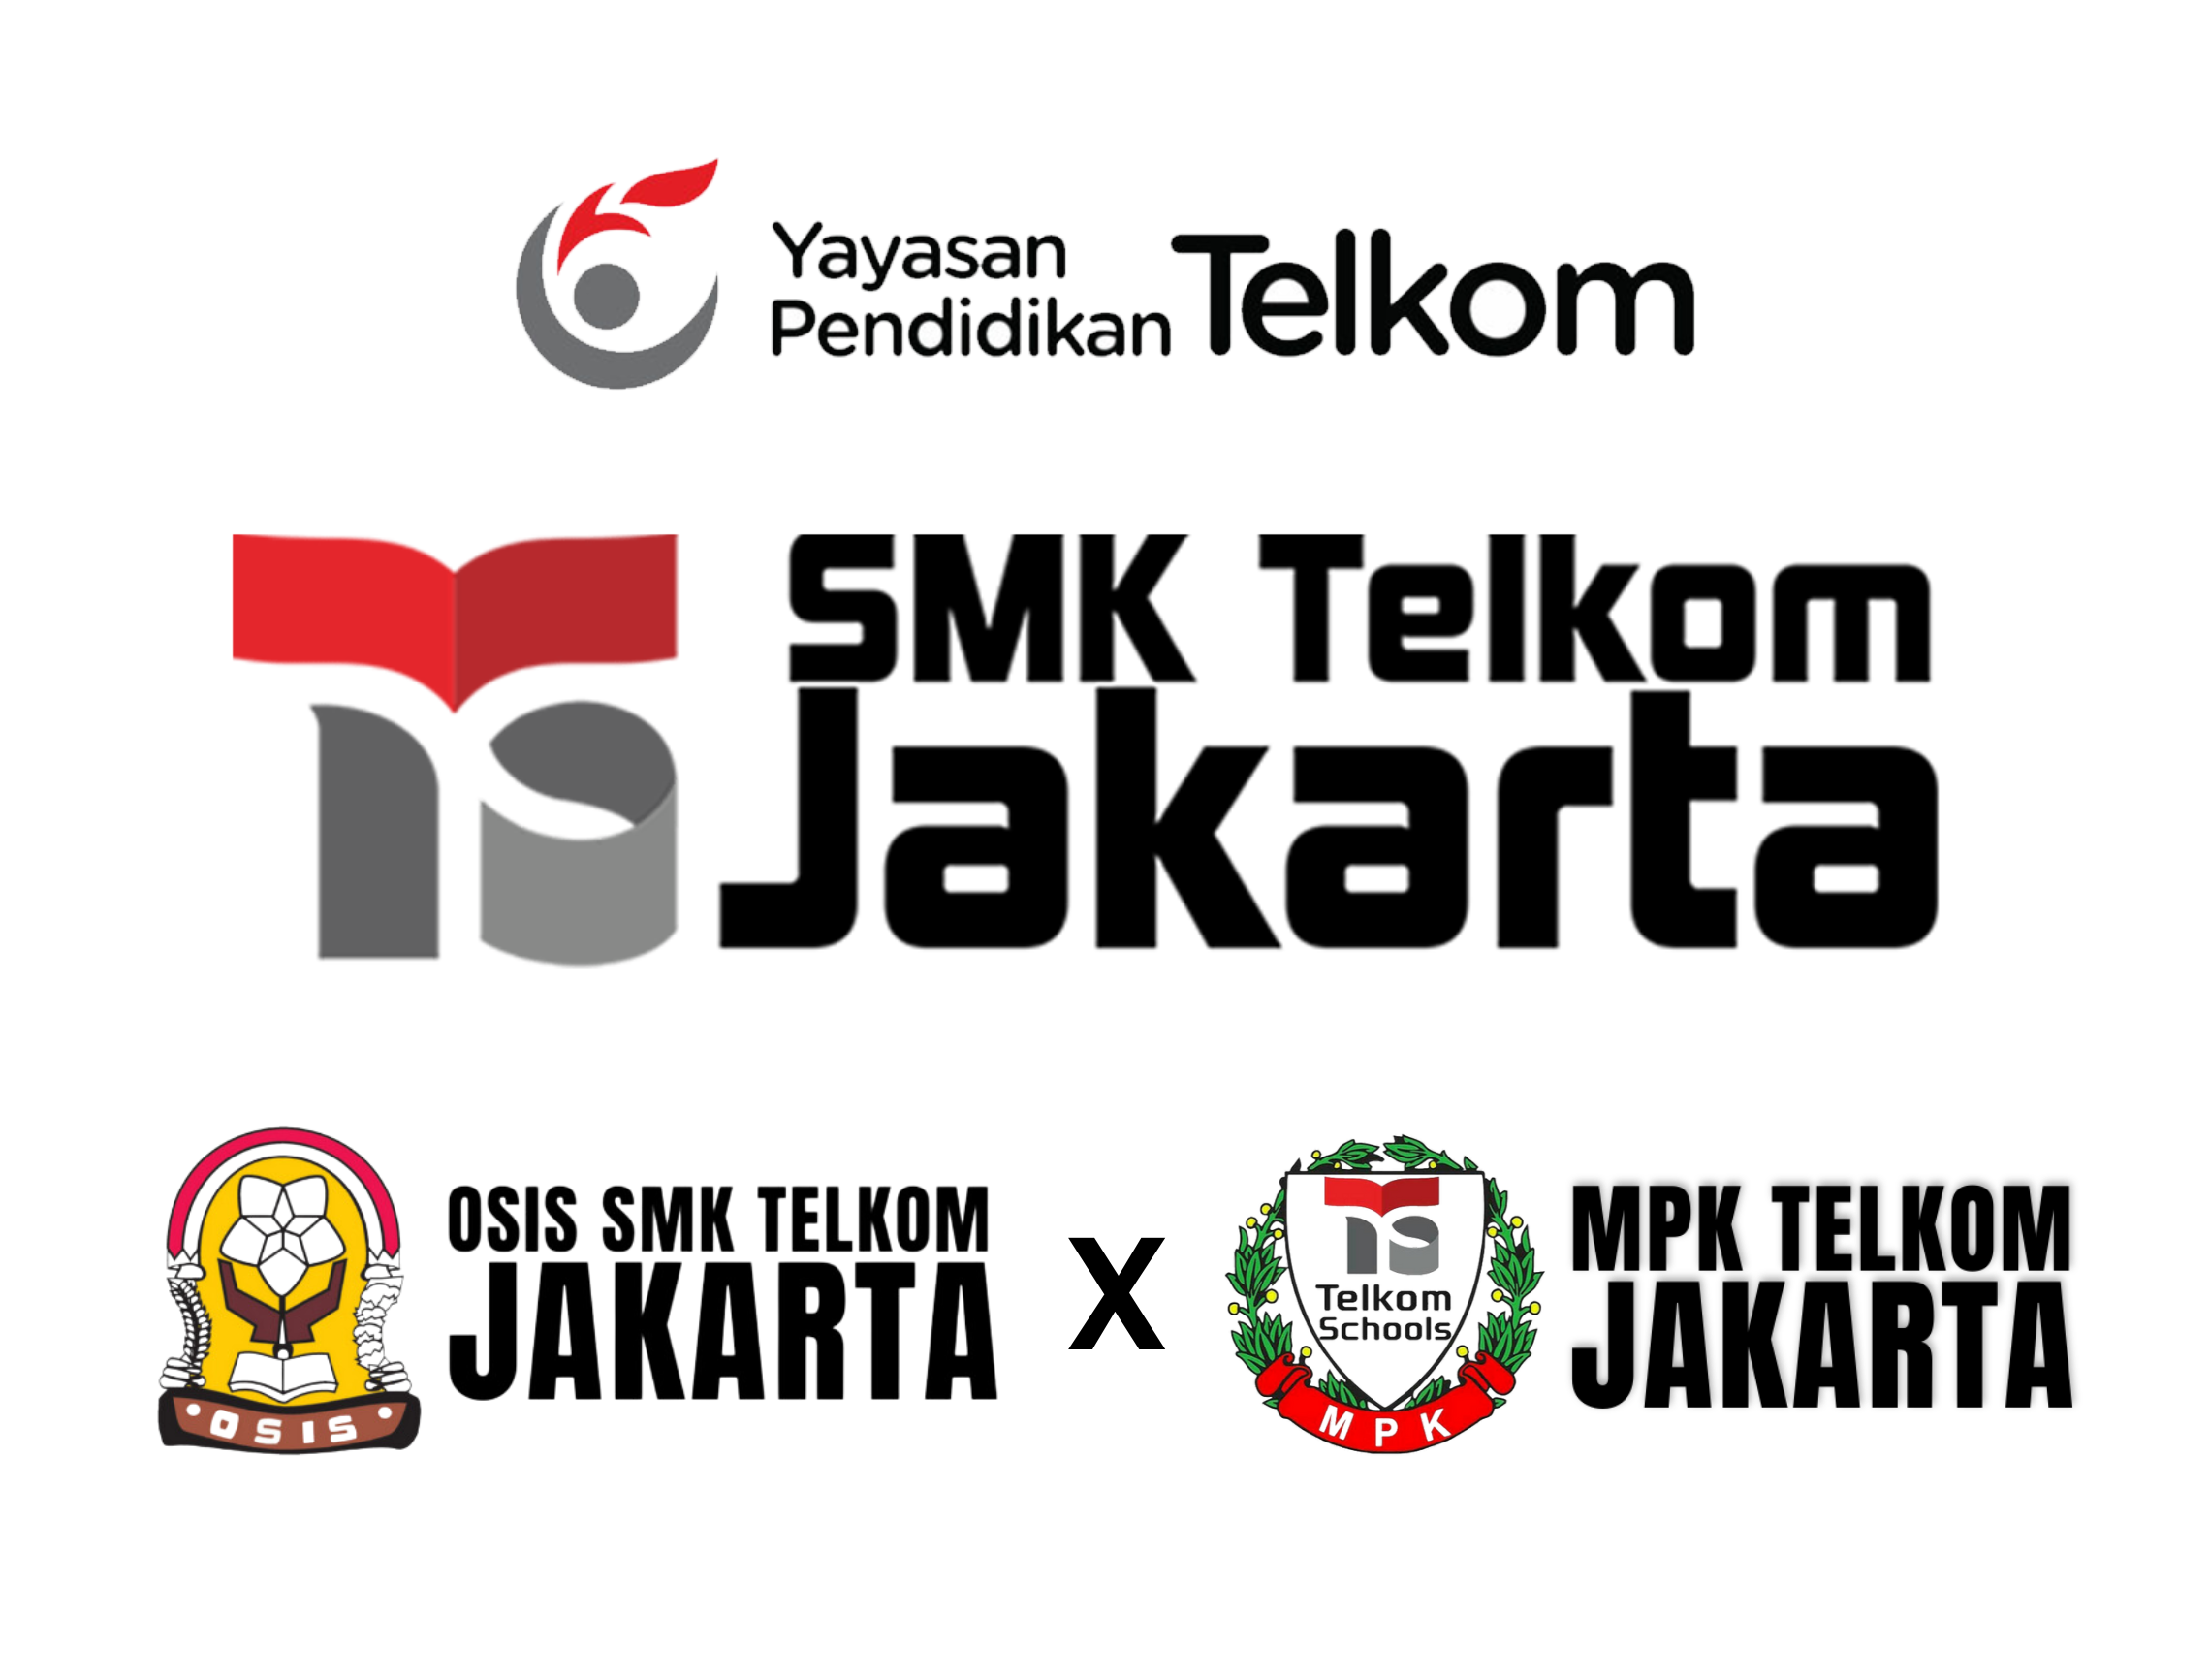 Yayasan
Pendidikan Telkom
SMK Telkom
Jakarta
OSIS SMK TELKOM
JAKARTA
OSIS
X
Telkom
Schools
MPK
MPK TELKOM
JAKARTA